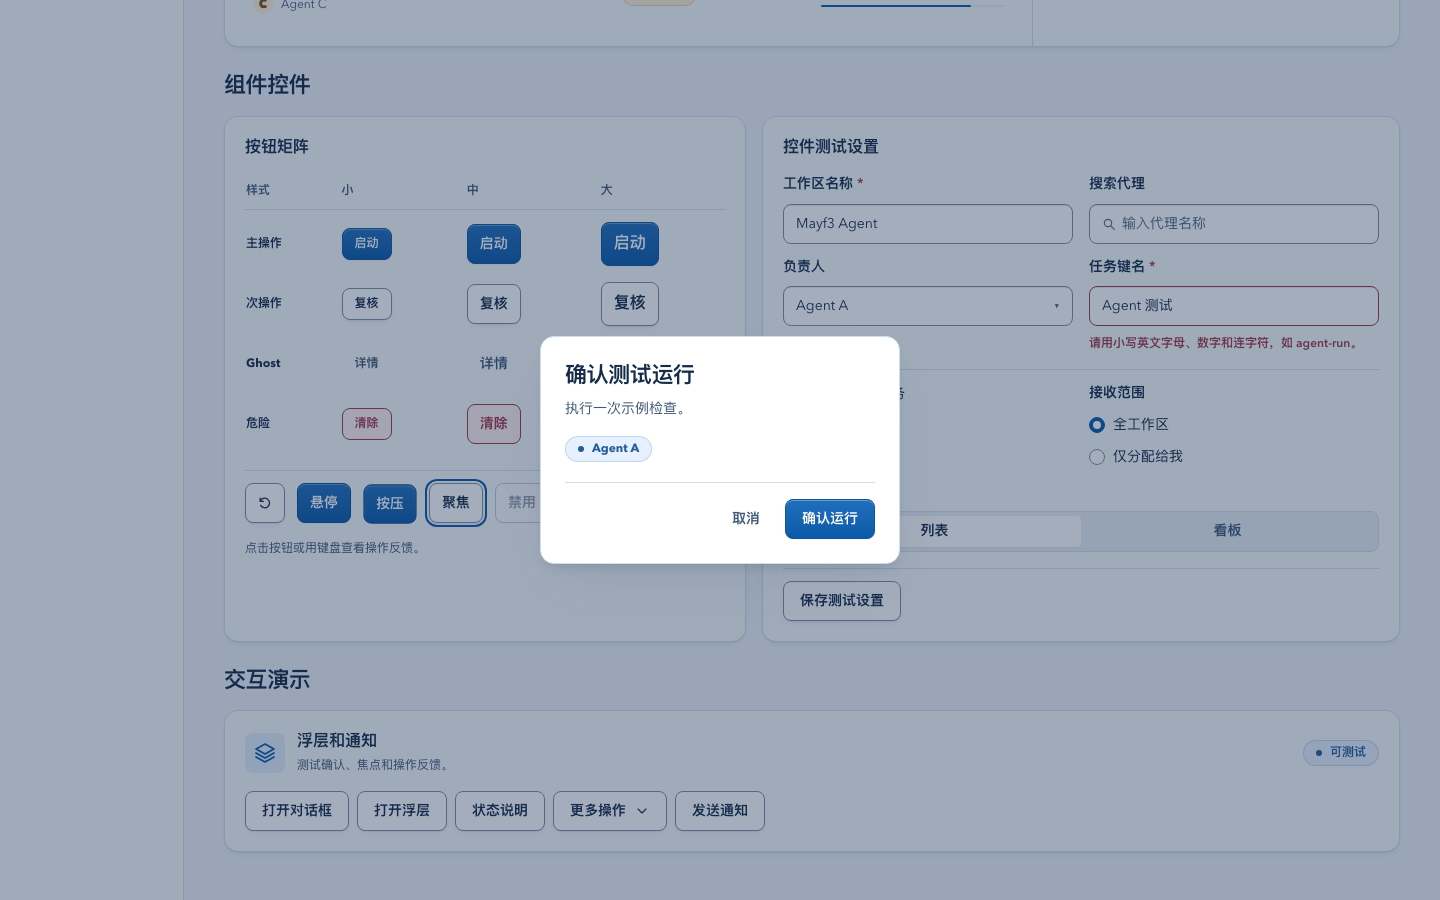 Agent C
组件控件
按钮矩阵
样式 小 中 大
主操作 启动 启动 启动
次操作 复核 复核 复核
Ghost 详情 详情
危险 清除 清除
悬停 按压 聚焦 禁用
点击按钮或用键盘查看操作反馈。
控件测试设置
工作区名称 *
Mayf3 Agent
搜索代理
输入代理名称
负责人
Agent A
任务键名 *
Agent 测试
请用小写英文字母、数字和连字符，如 agent-run。
接收范围
全工作区
仅分配给我
列表 看板
保存测试设置
确认测试运行
执行一次示例检查。
Agent A
取消 确认运行
交互演示
浮层和通知
测试确认、焦点和操作反馈。
可测试
打开对话框 打开浮层 状态说明 更多操作 发送通知